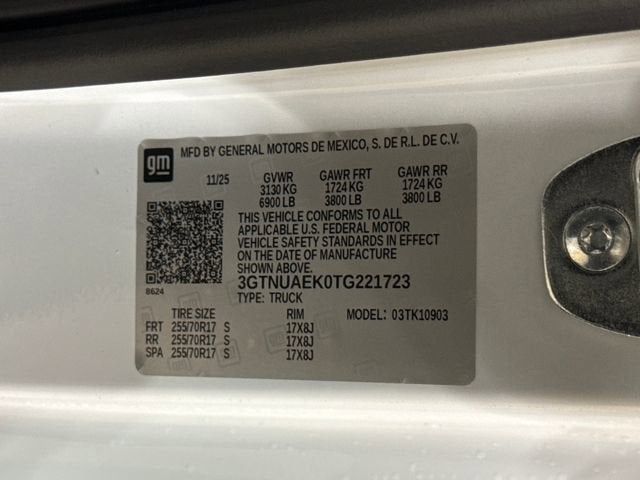 gm
MFD BY GENERAL MOTORS DE MEXICO, S. DE R.L. DE C.V.
11/25 GVWR GAWR FRT GAWR RR
3130 KG 1724 KG 1724 KG
6900 LB 3800 LB 3800 LB
THIS VEHICLE CONFORMS TO ALL
APPLICABLE U.S. FEDERAL MOTOR
VEHICLE SAFETY STANDARDS IN EFFECT
ON THE DATE OF MANUFACTURE
SHOWN ABOVE.
3GTNUAEK0TG221723
8624
TYPE: TRUCK
TIRE SIZE RIM MODEL: 03TK10903
FRT 255/70R17 S 17X8J
RR 255/70R17 S 17X8J
SPA 255/70R17 S 17X8J